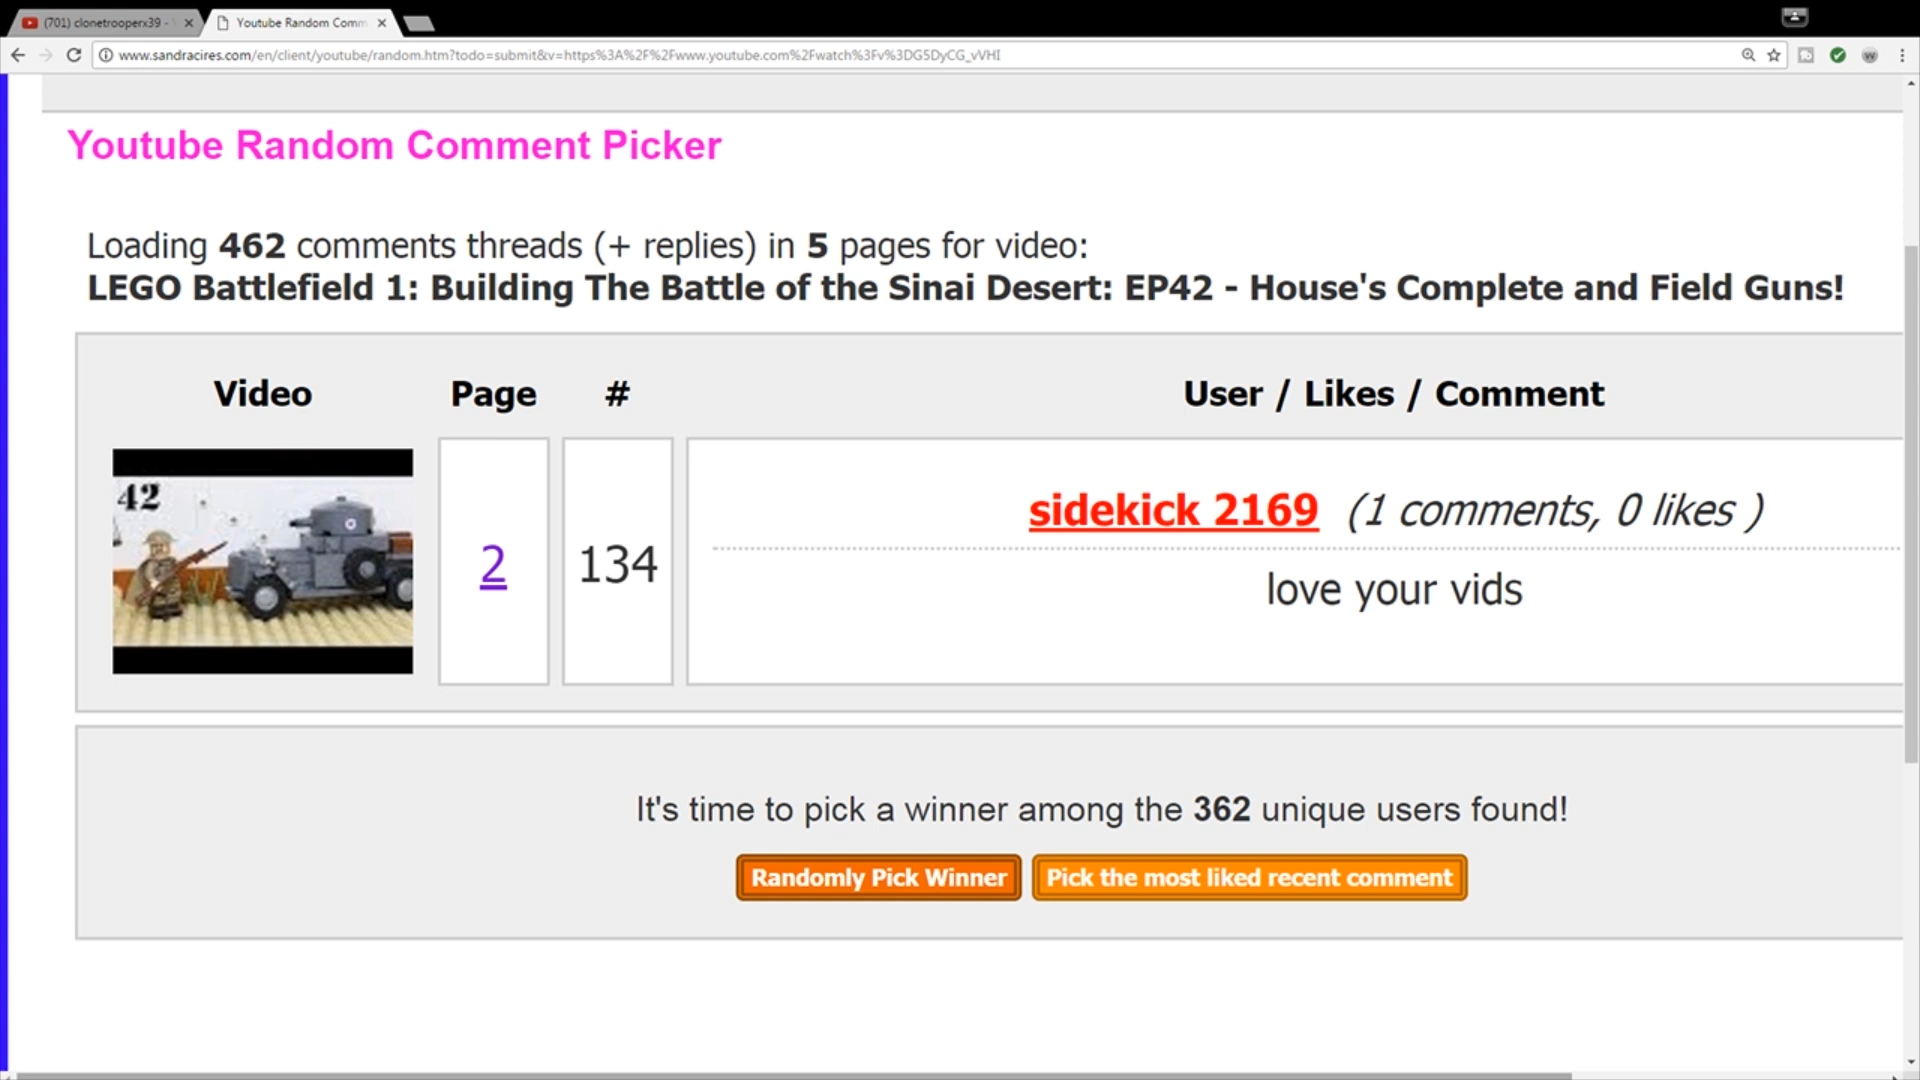 (701) clonetrooperx39 -
Youtube Random Comm
www.sandracires.com/en/client/youtube/random.htm?todo=submit&v=https%3A%2F%2Fwww.youtube.com%2Fwatch%3Fv%3DG5DyCG_vVHI
Youtube Random Comment Picker
Loading 462 comments threads (+ replies) in 5 pages for video:
LEGO Battlefield 1: Building The Battle of the Sinai Desert: EP42 - House's Complete and Field Guns!
Video Page # User / Likes / Comment
42
sidekick 2169 (1 comments, 0 likes )
2 134
love your vids
It's time to pick a winner among the 362 unique users found!
Randomly Pick Winner Pick the most liked recent comment